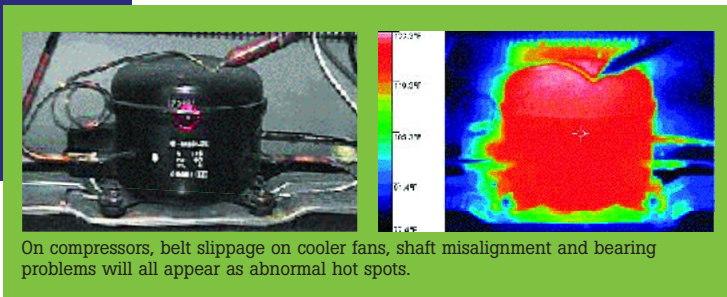 On compressors, belt slippage on cooler fans, shaft misalignment and bearing
problems will all appear as abnormal hot spots.